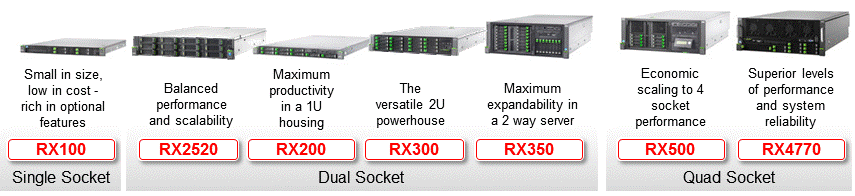 Small in size,
low in cost -
rich in optional
features
RX100
Single Socket
Balanced
performance
and scalability
RX2520
Maximum
productivity
in a 1U
housing
RX200
The
versatile 2U
powerhouse
RX300
Maximum
expandability in
a 2 way server
RX350
Dual Socket
Economic
scaling to 4
socket
performance
RX500
Superior levels
of performance
and system
reliability
RX4770
Quad Socket